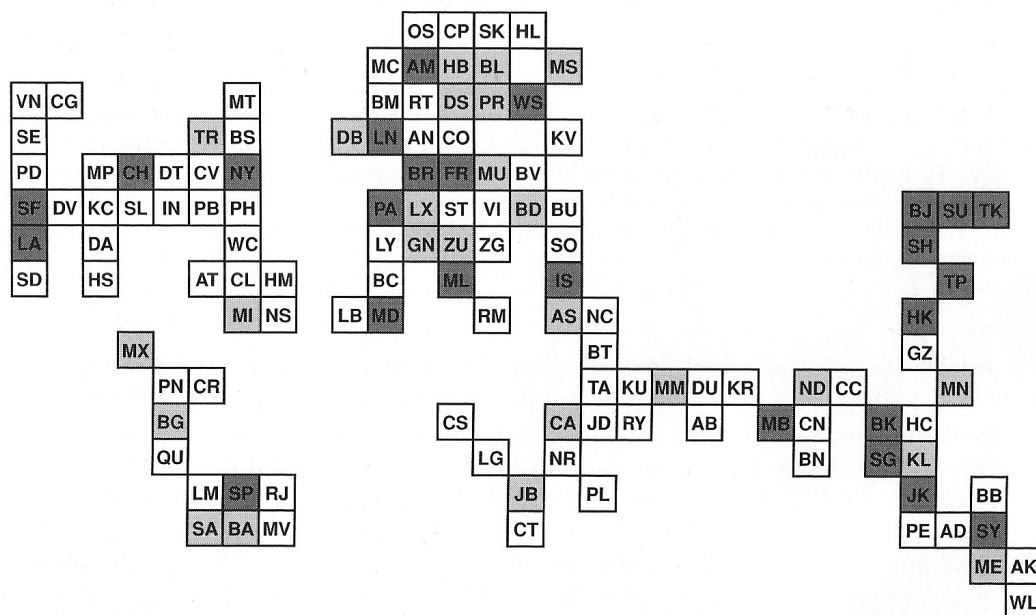 OS CP SK HL
MC AM HB BL MS
VN CG MT BM RT DS PR WS
SE TR BS DB LN AN CO KV
PD MP CH DT CV NY BR FR MU BV
SF DV KC SL IN PB PH PA LX ST VI BD BU BJ SU TK
LA DA WC LY GN ZU ZG SO SH
SD HS AT CL HM BC ML IS TP
MI NS LB MD RM AS NC HK
MX BT GZ
PN CR TA KU MM DU KR ND CC MN
BG CS CA JD RY AB MB CN BK HC
QU LG NR BN SG KL
LM SP RJ JB PL JK BB
SA BA MV CT PE AD SY
ME AK
WL